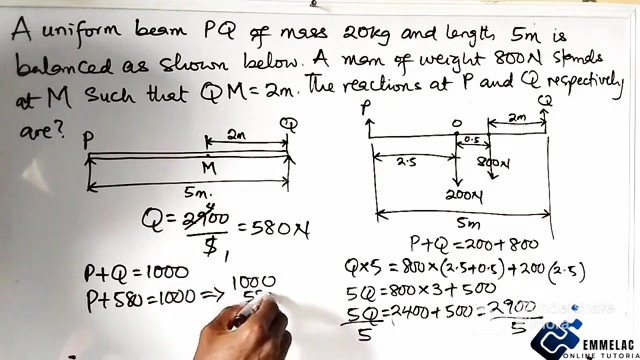 A uniform beam PQ of mass 20kg and length 5m is
balanced as shown below. A man of weight 800N stands
at M such that QM = 2m. The reactions at P and Q respectively
are?
P
2m
Q
M
5m.
P
O
2m
Q
0.5
2.5
800N
200N
5m
Q = 2900/5 = 580N
1
P+Q = 1000
P+580 = 1000 => 1000
P+Q = 200+800
Q×5 = 800×(2.5+0.5)+200(2.5)
5Q = 800×3+500
5Q/5 = 2400+500 = 2900/5
EMMELAC
ONLINE TUTORIAL